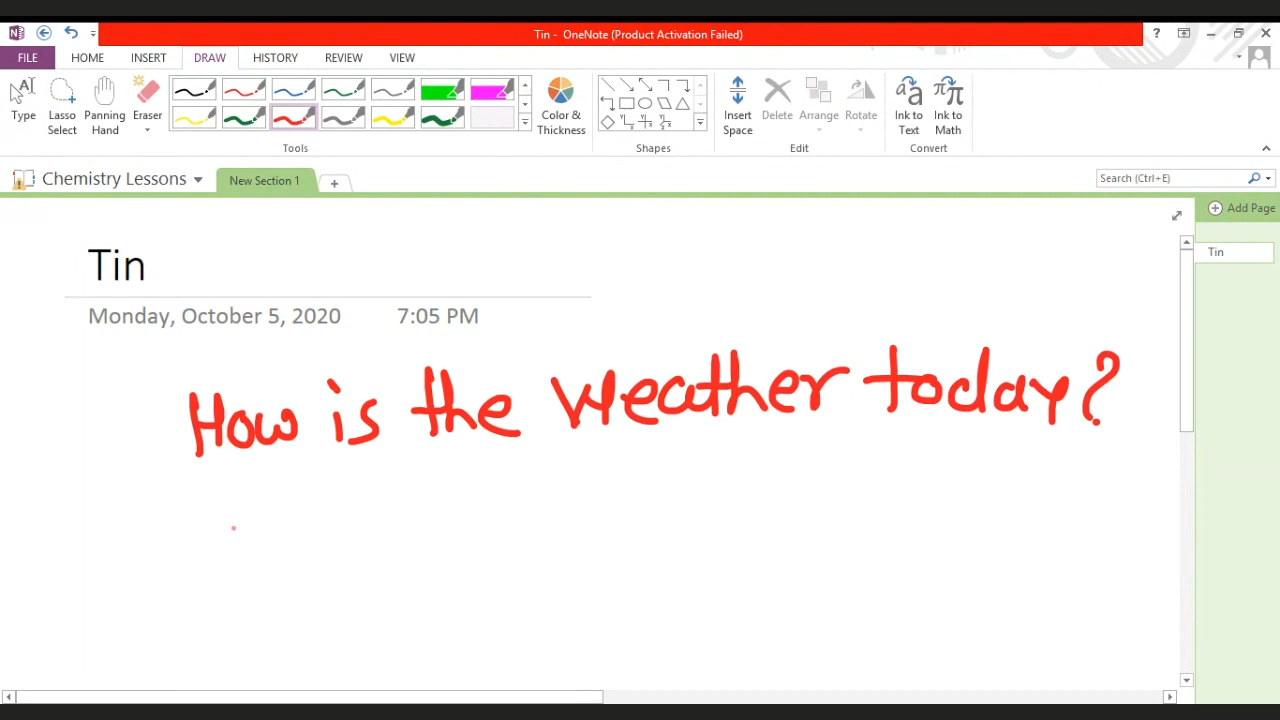 Tin - OneNote (Product Activation Failed)
FILE HOME INSERT DRAW HISTORY REVIEW VIEW
Type Lasso Select Panning Hand Eraser Color & Thickness Insert Space Delete Arrange Rotate Ink to Text Ink to Math
Tools Shapes Edit Convert
Chemistry Lessons New Section 1 Search (Ctrl+E)
Add Page
Tin
Tin
Monday, October 5, 2020 7:05 PM
How is the weather today?